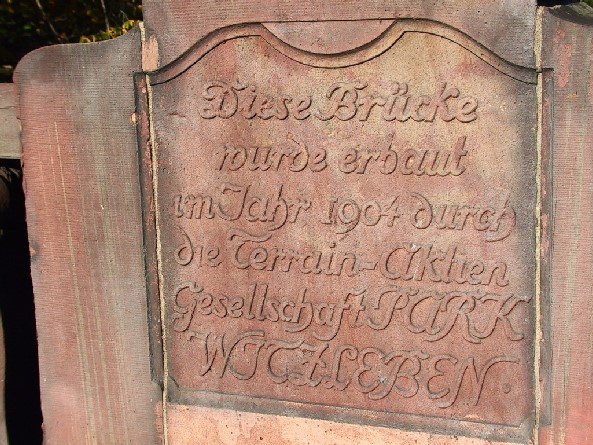 Diese Brücke
wurde erbaut
im Jahr 1904 durch
die Terrain-Aktien
Gesellschaft PARK
WITZLEBEN.